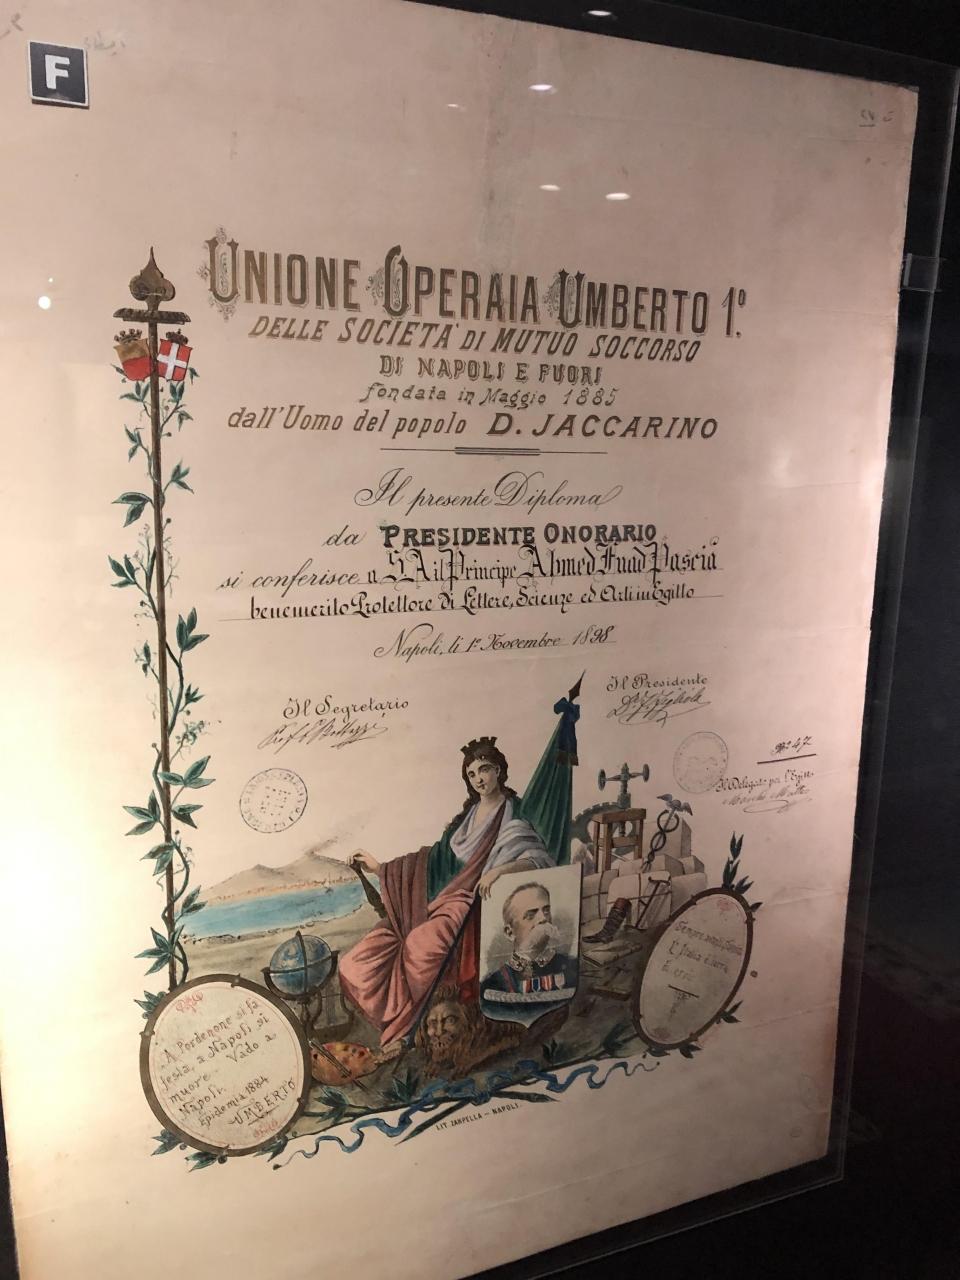 F
UNIONE OPERAIA UMBERTO 1º.
DELLE SOCIETA' DI MUTUO SOCCORSO
DI NAPOLI E FUORI
fondata in Maggio 1885
dall'Uomo del popolo D. JACCARINO
Il presente Diploma
da PRESIDENTE ONORARIO
si conferisce a S.A il Principe Ahmed Fuad Pascià
benemerito Protettore di Lettere, Scienze ed Arti in Egitto
Napoli, li 1º Novembre 1898
Il Segretario
Il Presidente
Nº 47
Il Delegato per l'Egitto
A Pordenone si fa
festa, a Napoli si
muore - Vado a
Napoli.
Epidemia 1884
UMBERTO
Sempre
l'Italia
LIT. ZANPELLA - NAPOLI.